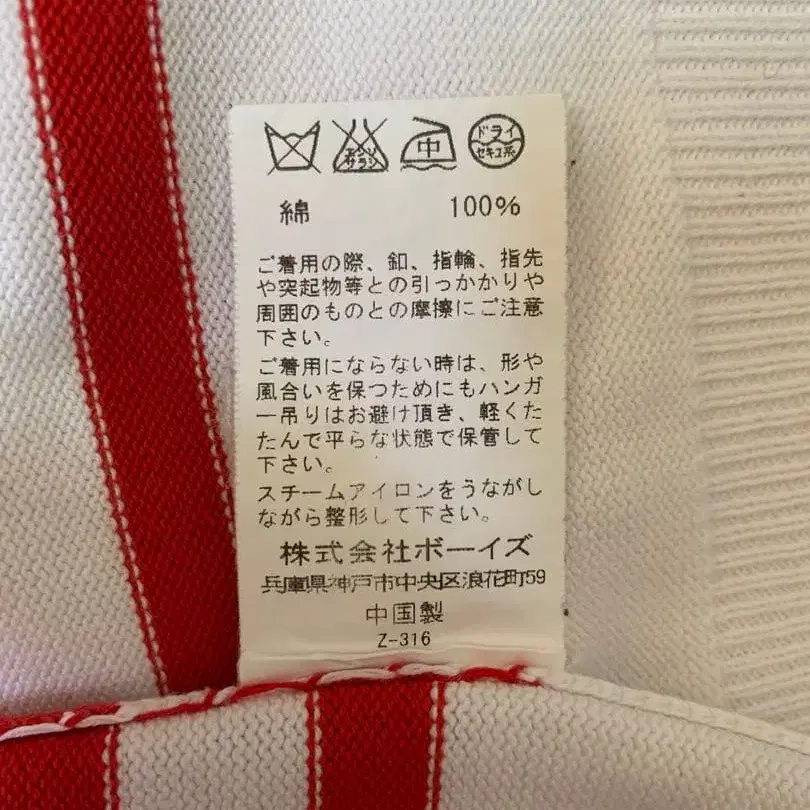 エンソ サラシ 中 ドライ セキユ系
綿 100%
ご着用の際、釦、指輪、指先
や突起物等との引っかかりや
周囲のものとの摩擦にご注意
下さい。
ご着用にならない時は、形や
風合いを保つためにもハンガ
ー吊りはお避け頂き、軽くた
たんで平らな状態で保管して
下さい。
スチームアイロンをうながし
ながら整形して下さい。
株式会社ボーイズ
兵庫県神戸市中央区浪花町59
中国製
Z-316